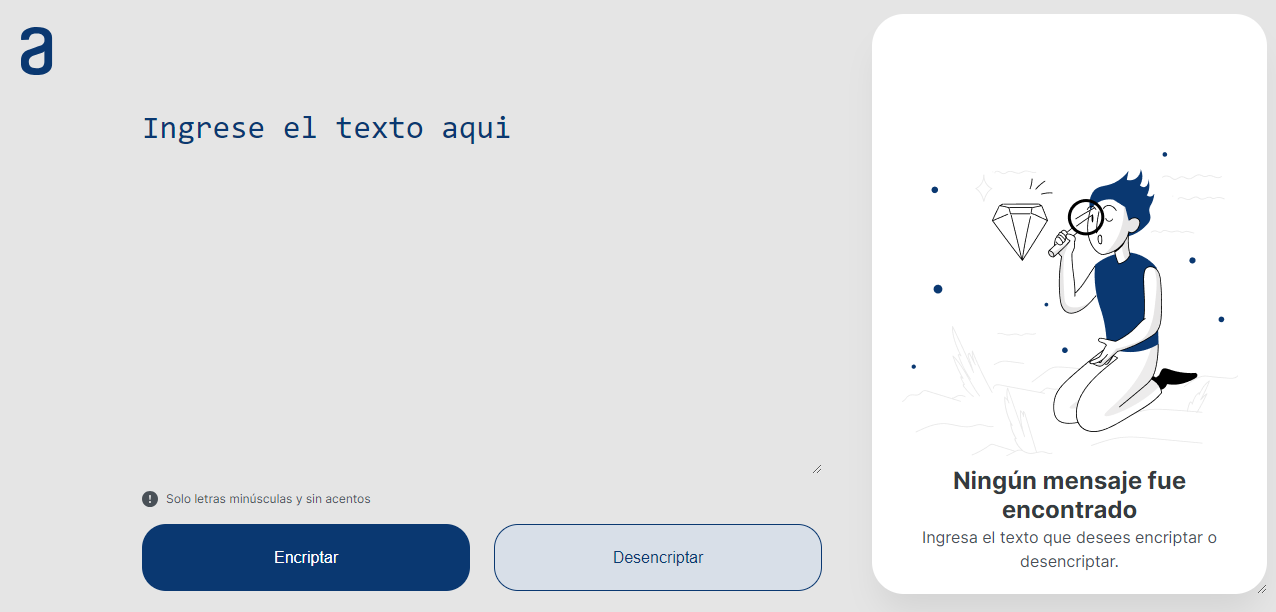 a
Ingrese el texto aqui
Solo letras minúsculas y sin acentos
Encriptar
Desencriptar
Ningún mensaje fue
encontrado
Ingresa el texto que desees encriptar o
desencriptar.